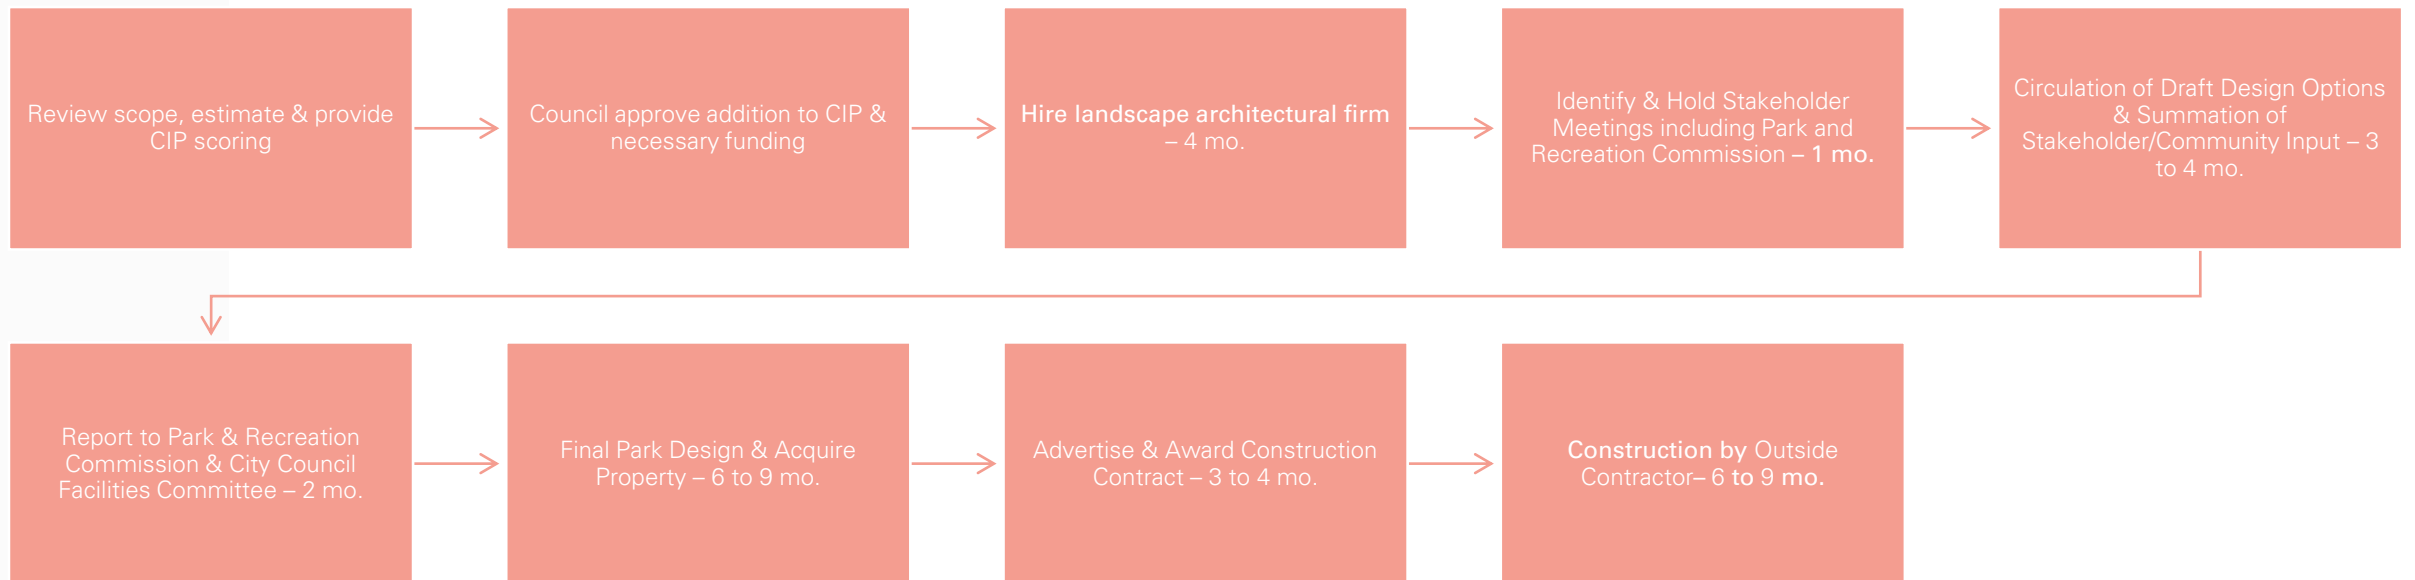 Review scope, estimate & provide
CIP scoring
Council approve addition to CIP &
necessary funding
Hire landscape architectural firm
– 4 mo.
Identify & Hold Stakeholder
Meetings including Park and
Recreation Commission – 1 mo.
Circulation of Draft Design Options
& Summation of
Stakeholder/Community Input – 3
to 4 mo.
Report to Park & Recreation
Commission & City Council
Facilities Committee – 2 mo.
Final Park Design & Acquire
Property – 6 to 9 mo.
Advertise & Award Construction
Contract – 3 to 4 mo.
Construction by Outside
Contractor– 6 to 9 mo.